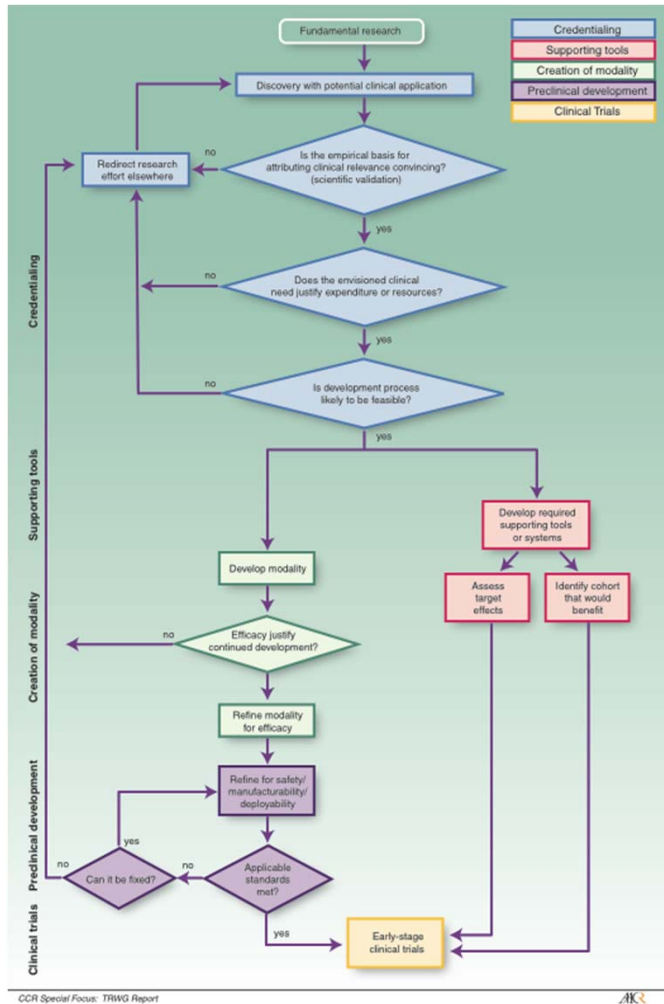 Fundamental research
Credentialing
Supporting tools
Creation of modality
Preclinical development
Clinical Trials
Discovery with potential clinical application
Is the empirical basis for
attributing clinical relevance convincing?
(scientific validation)
no
Redirect research
effort elsewhere
yes
Does the envisioned clinical
need justify expenditure or resources?
no
yes
Is development process
likely to be feasible?
no
yes
Develop required
supporting tools
or systems
Develop modality
Assess
target
effects
Identify cohort
that would
benefit
Efficacy justify
continued development?
no
Refine modality
for efficacy
Refine for safety/
manufacturability/
deployability
yes
Can it be fixed?
no
no
Applicable
standards
met?
yes
Early-stage
clinical trials
Credentialing
Supporting tools
Creation of modality
Preclinical development
Clinical trials
CCR Special Focus: TRWG Report